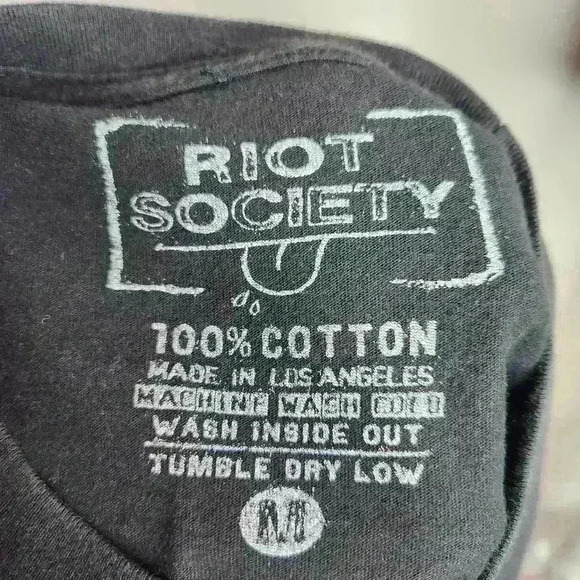 RIOT
SOCIETY
100% COTTON
MADE IN LOS ANGELES
MACHINE WASH COLD
WASH INSIDE OUT
TUMBLE DRY LOW
M